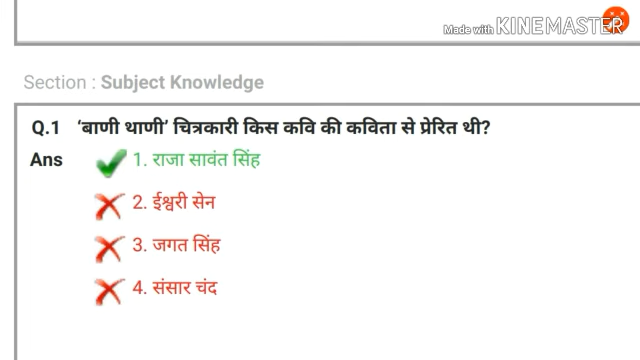 Made with KINEMASTER
Section : Subject Knowledge
Q.1 ‘बाणी थाणी’ चित्रकारी किस कवि की कविता से प्रेरित थी?
Ans 1. राजा सावंत सिंह
2. ईश्वरी सेन
3. जगत सिंह
4. संसार चंद